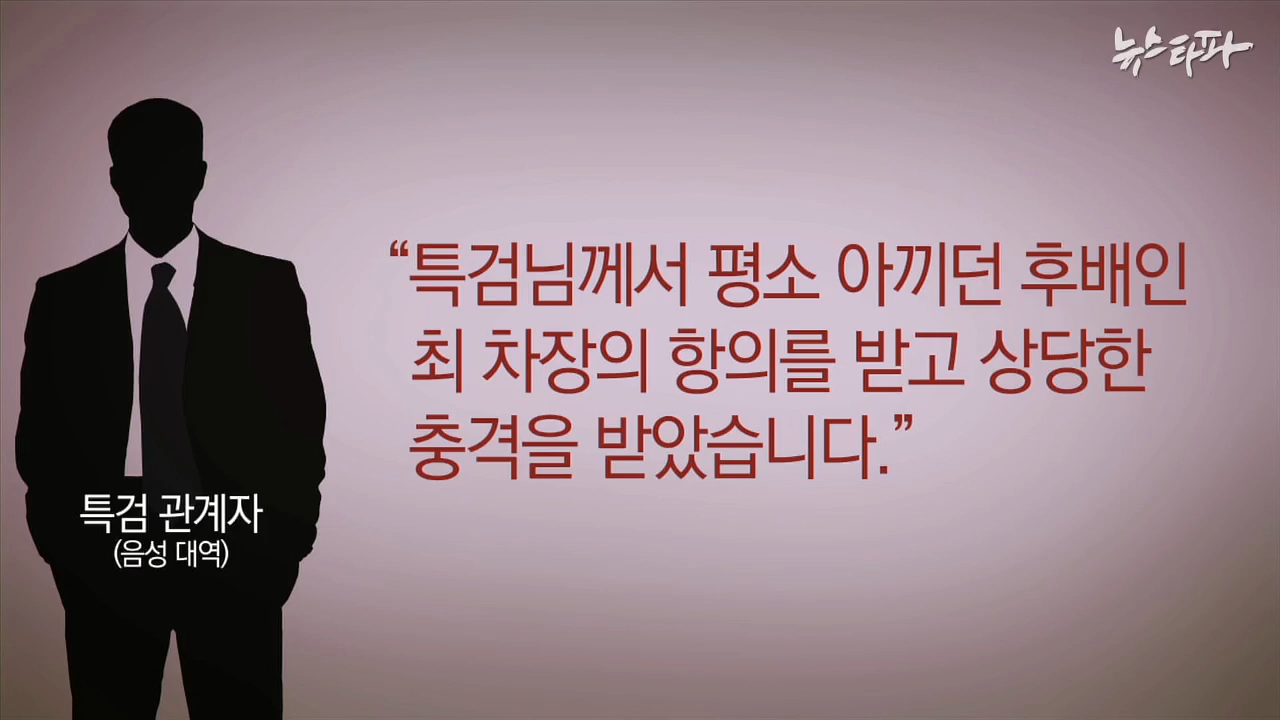 뉴스타파
“특검님께서 평소 아끼던 후배인
최 차장의 항의를 받고 상당한
충격을 받았습니다.”
특검 관계자
(음성 대역)